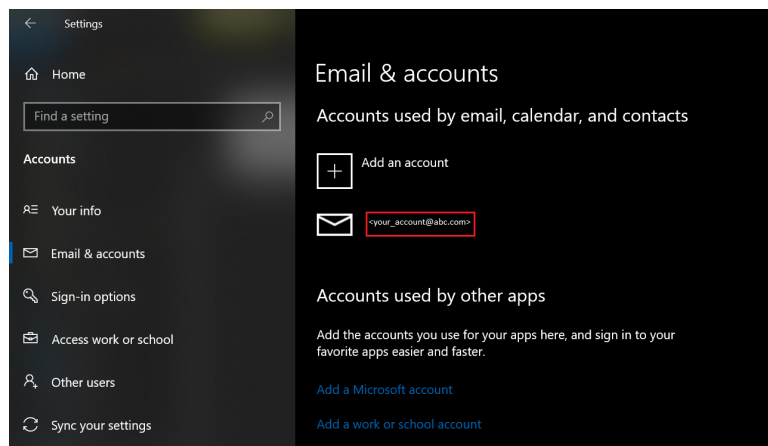 Settings
Home
Find a setting
Accounts
Your info
Email & accounts
Sign-in options
Access work or school
Other users
Sync your settings
Email & accounts
Accounts used by email, calendar, and contacts
Add an account
<your_account@abc.com>
Accounts used by other apps
Add the accounts you use for your apps here, and sign in to your
favorite apps easier and faster.
Add a Microsoft account
Add a work or school account